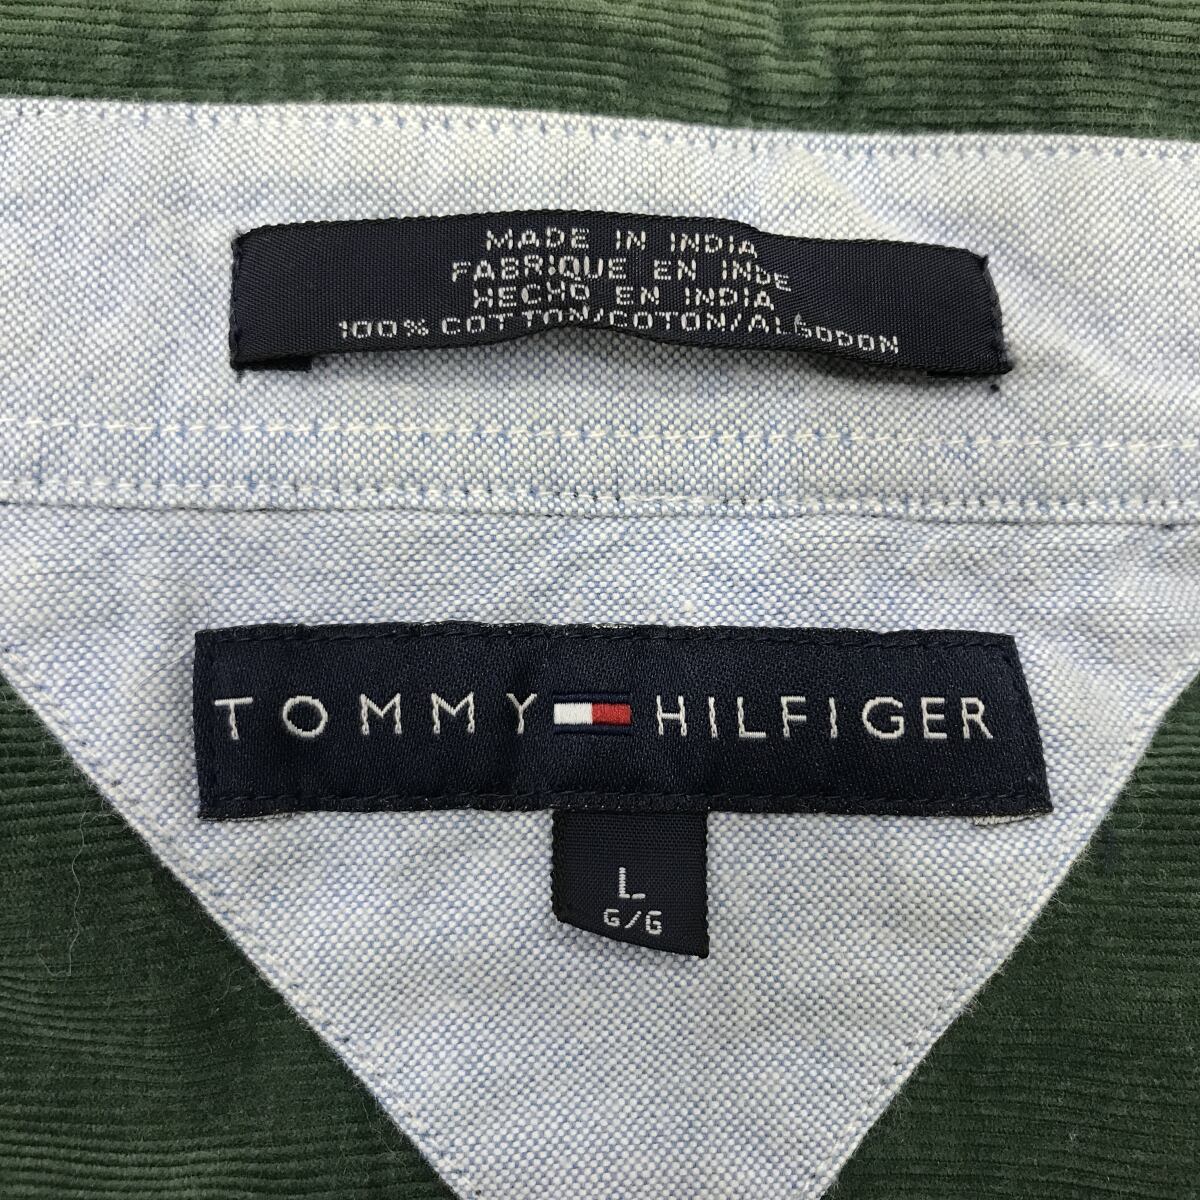 MADE IN INDIA
FABRIQUE EN INDE
HECHO EN INDIA
100% COTTON/COTON/ALGODON
TOMMY HILFIGER
L
G/G